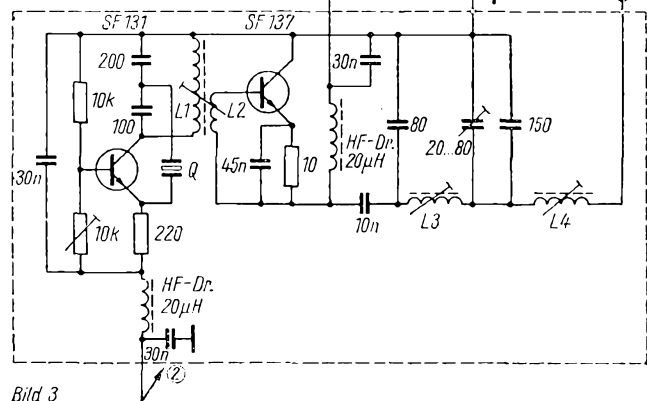 SF 131
SF 137
200
30n
10k
100
L1
L2
HF-Dr.
20µH
80
20...80
150
30n
Q
45n
10
10k
220
10n
L3
L4
HF-Dr.
20µH
30n
②
Bild 3